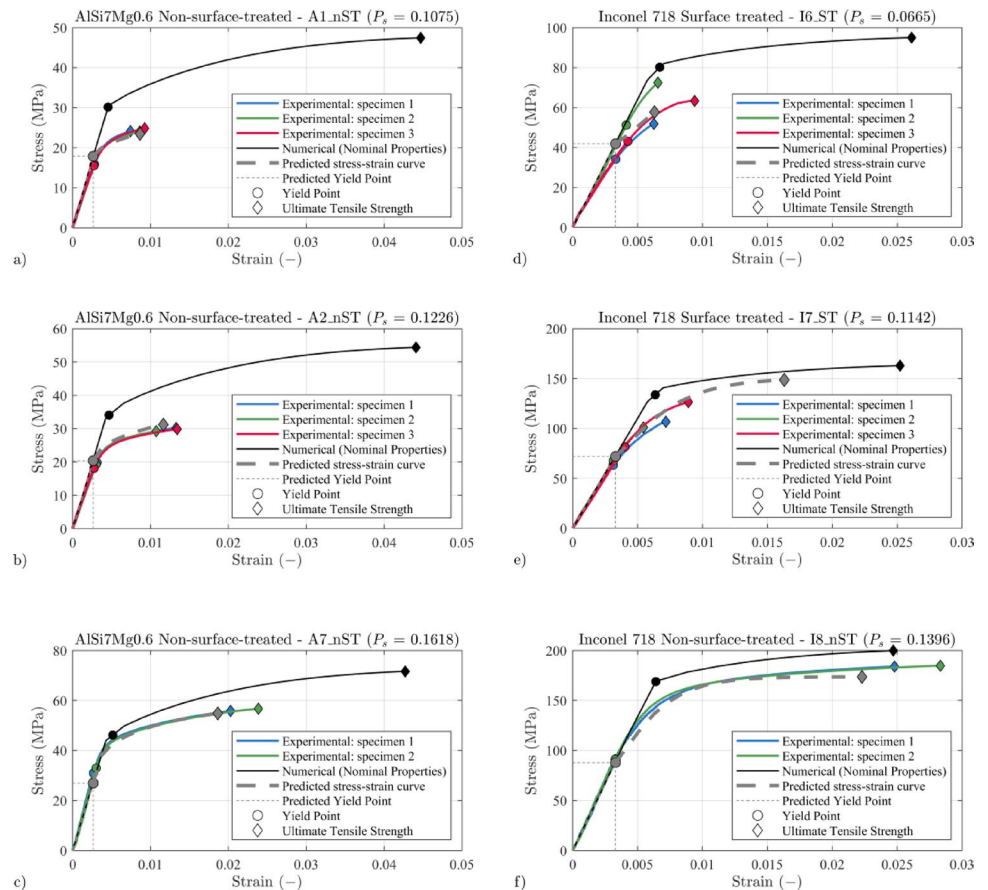 AlSi7Mg0.6 Non-surface-treated - A1_nST (P_s = 0.1075)
50
40
30
20
10
0
Stress (MPa)
Experimental: specimen 1
Experimental: specimen 2
Experimental: specimen 3
Numerical (Nominal Properties)
Predicted stress-strain curve
Predicted Yield Point
Yield Point
Ultimate Tensile Strength
0 0.01 0.02 0.03 0.04 0.05
Strain (−)
a)
Inconel 718 Surface treated - I6_ST (P_s = 0.0665)
100
80
60
40
20
0
Stress (MPa)
Experimental: specimen 1
Experimental: specimen 2
Experimental: specimen 3
Numerical (Nominal Properties)
Predicted stress-strain curve
Predicted Yield Point
Yield Point
Ultimate Tensile Strength
0 0.005 0.01 0.015 0.02 0.025 0.03
Strain (−)
d)
AlSi7Mg0.6 Non-surface-treated - A2_nST (P_s = 0.1226)
60
50
40
30
20
10
0
Stress (MPa)
Experimental: specimen 1
Experimental: specimen 2
Experimental: specimen 3
Numerical (Nominal Properties)
Predicted stress-strain curve
Predicted Yield Point
Yield Point
Ultimate Tensile Strength
0 0.01 0.02 0.03 0.04 0.05
Strain (−)
b)
Inconel 718 Surface treated - I7_ST (P_s = 0.1142)
200
150
100
50
0
Stress (MPa)
Experimental: specimen 1
Experimental: specimen 2
Experimental: specimen 3
Numerical (Nominal Properties)
Predicted stress-strain curve
Predicted Yield Point
Yield Point
Ultimate Tensile Strength
0 0.005 0.01 0.015 0.02 0.025 0.03
Strain (−)
e)
AlSi7Mg0.6 Non-surface-treated - A7_nST (P_s = 0.1618)
80
60
40
20
0
Stress (MPa)
Experimental: specimen 1
Experimental: specimen 2
Numerical (Nominal Properties)
Predicted stress-strain curve
Predicted Yield Point
Yield Point
Ultimate Tensile Strength
0 0.01 0.02 0.03 0.04 0.05
Strain (−)
c)
Inconel 718 Non-surface-treated - I8_nST (P_s = 0.1396)
200
150
100
50
0
Stress (MPa)
Experimental: specimen 1
Experimental: specimen 2
Numerical (Nominal Properties)
Predicted stress-strain curve
Predicted Yield Point
Yield Point
Ultimate Tensile Strength
0 0.005 0.01 0.015 0.02 0.025 0.03
Strain (−)
f)